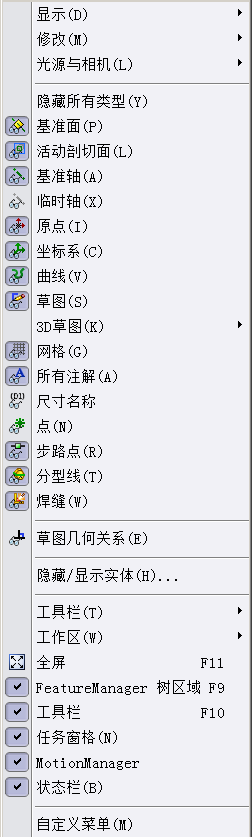 显示(D)
修改(M)
光源与相机(L)
隐藏所有类型(Y)
基准面(P)
活动剖切面(L)
基准轴(A)
临时轴(X)
原点(I)
坐标系(C)
曲线(V)
草图(S)
3D草图(K)
网格(G)
所有注解(A)
尺寸名称
点(N)
步路点(R)
分型线(T)
焊缝(W)
草图几何关系(E)
隐藏/显示实体(H)...
工具栏(T)
工作区(W)
全屏 F11
FeatureManager 树区域 F9
工具栏 F10
任务窗格(N)
MotionManager
状态栏(B)
自定义菜单(M)